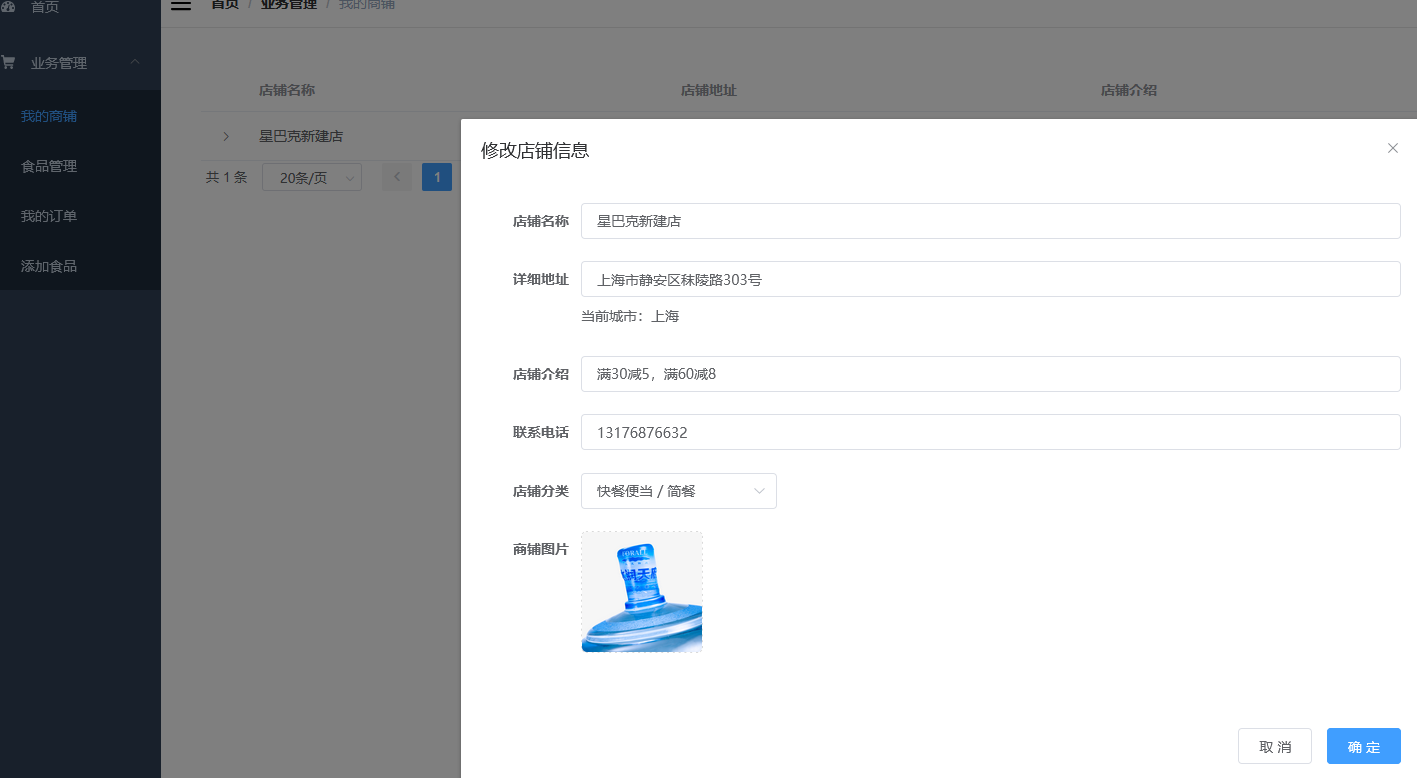 首页
首页 / 业务管理 / 我的商铺
业务管理
我的商铺
食品管理
我的订单
添加食品
店铺名称 店铺地址 店铺介绍
星巴克新建店
共 1 条 20条/页 1
修改店铺信息
店铺名称 星巴克新建店
详细地址 上海市静安区秣陵路303号
当前城市：上海
店铺介绍 满30减5，满60减8
联系电话 13176876632
店铺分类 快餐便当 / 简餐
商铺图片
取 消 确 定